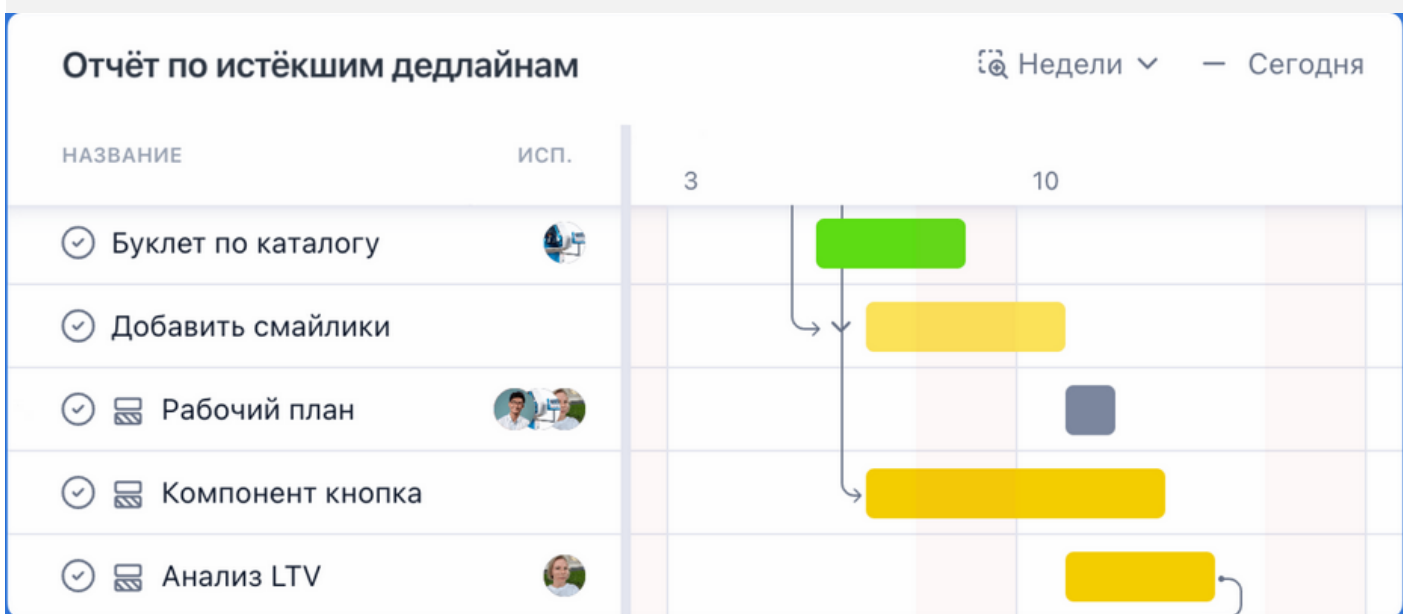 Отчёт по истёкшим дедлайнам
Недели
Сегодня
НАЗВАНИЕ
ИСП.
3
10
Буклет по каталогу
Добавить смайлики
Рабочий план
Компонент кнопка
Анализ LTV